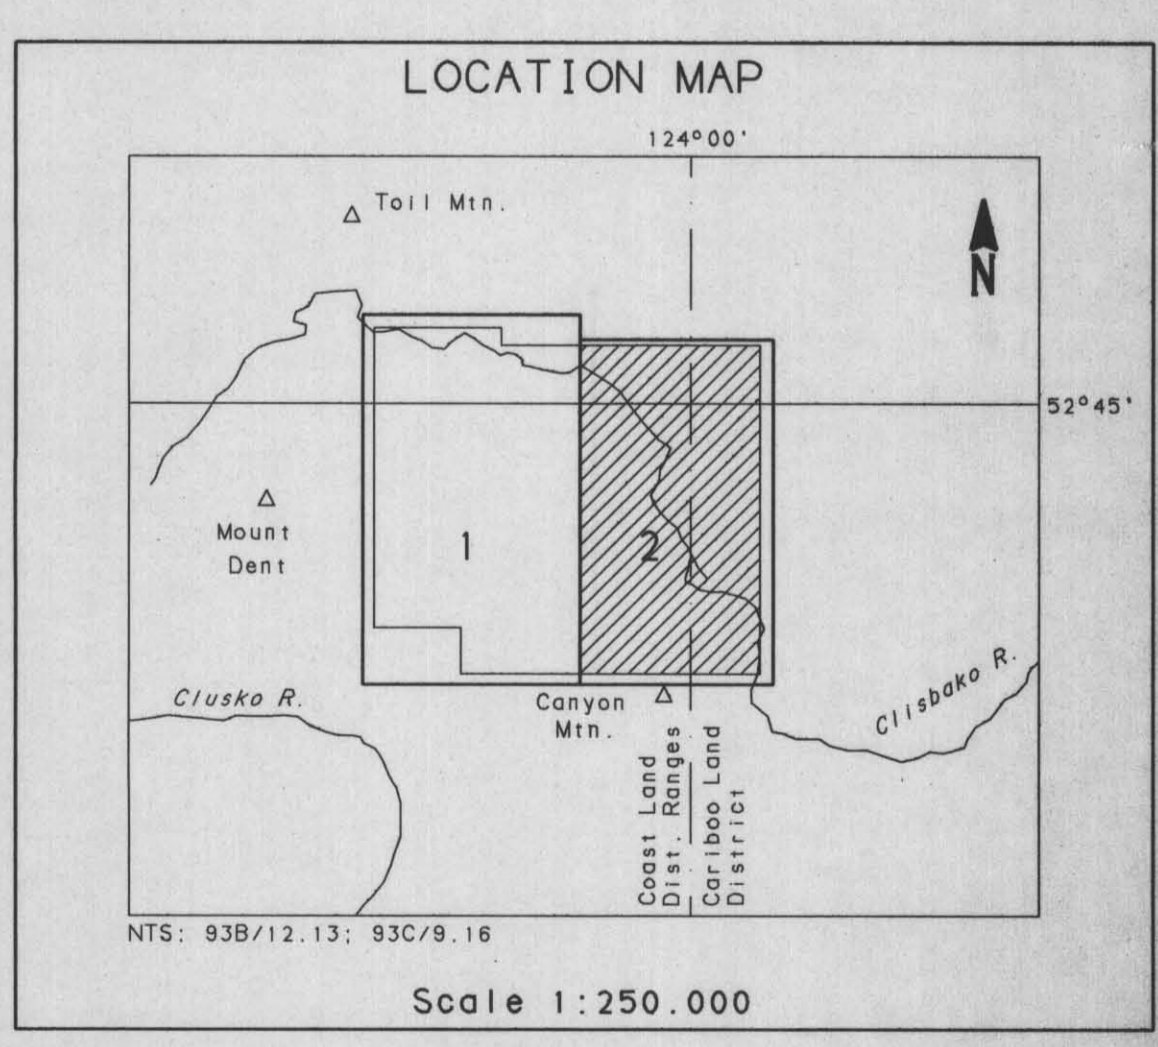 LOCATION MAP
124°00'
Toil Mtn.
N
52°45'
Mount
Dent
1
2
Clusko R.
Canyon
Mtn.
Clisbako R.
Coast Land
Dist. Ranges
Cariboo Land
District
NTS: 93B/12.13; 93C/9.16
Scale 1:250.000